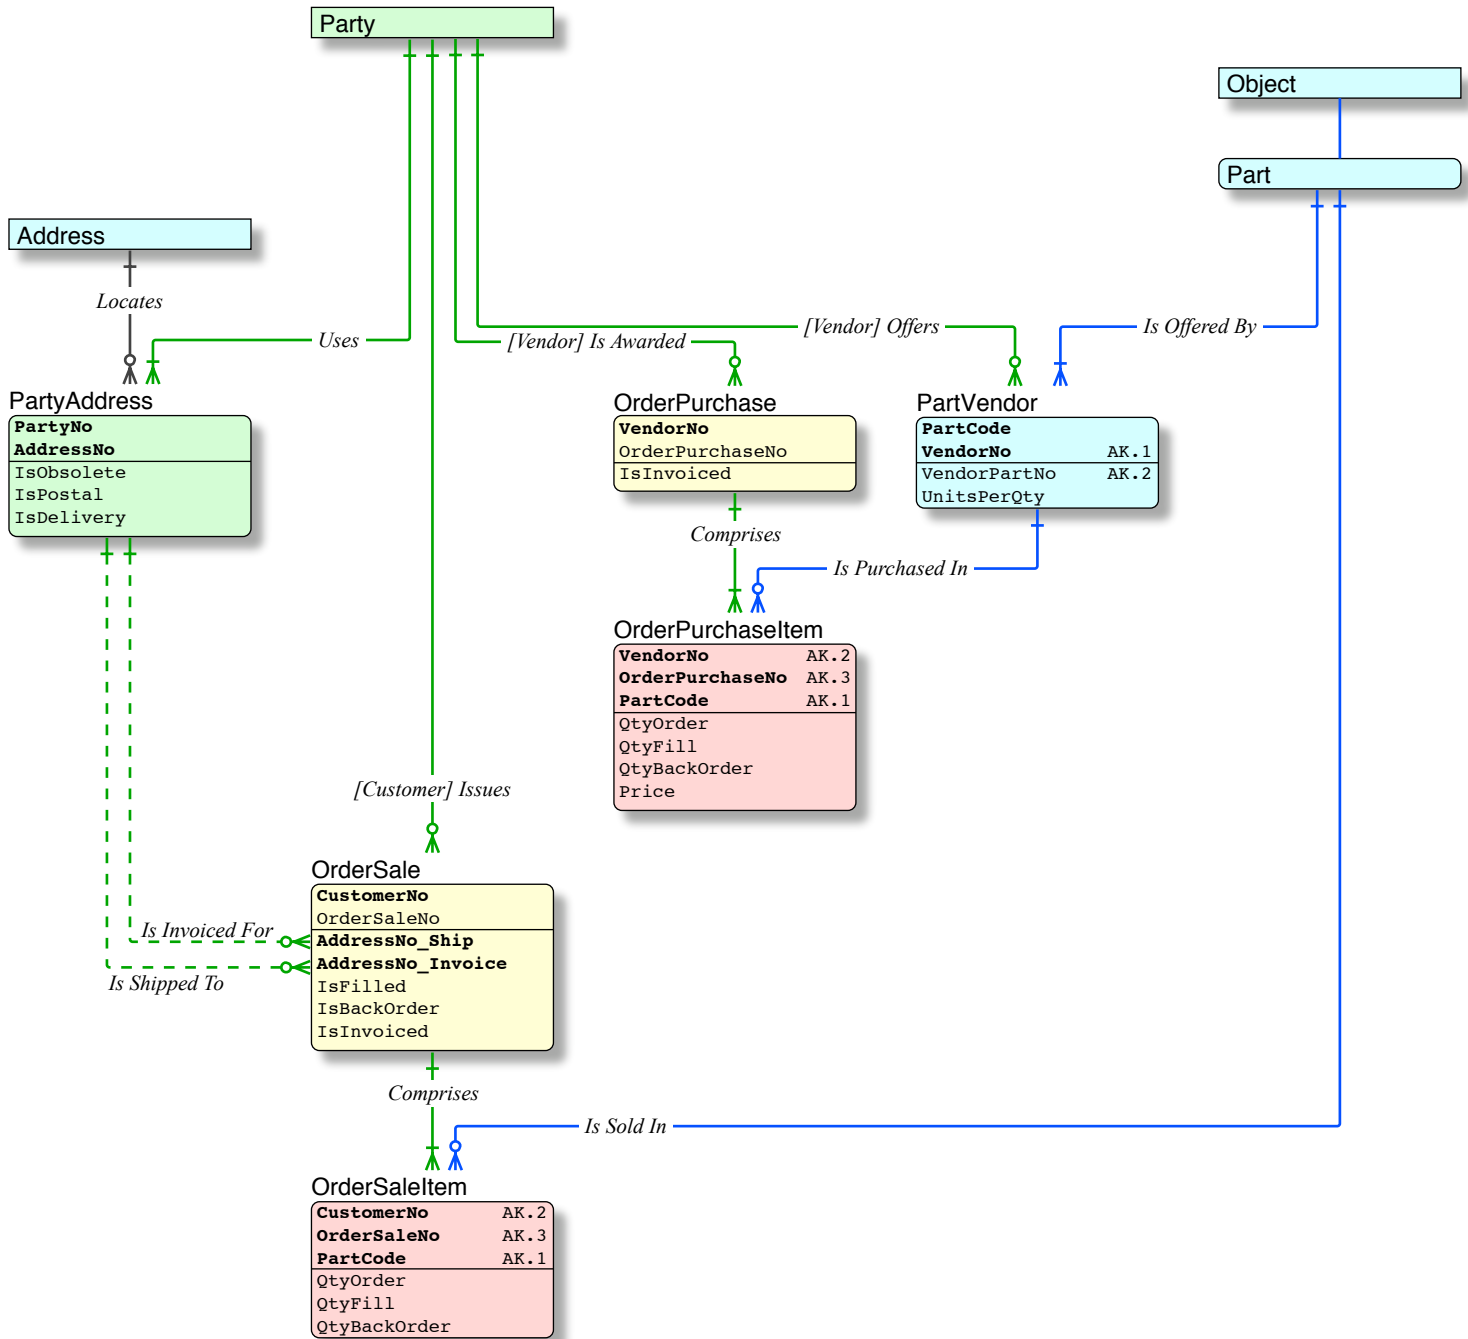 Party
Object
Part
Address
Locates
Uses
[Vendor] Is Awarded
[Vendor] Offers
Is Offered By
PartyAddress
PartyNo
AddressNo
IsObsolete
IsPostal
IsDelivery
OrderPurchase
VendorNo
OrderPurchaseNo
IsInvoiced
PartVendor
PartCode
VendorNo AK.1
VendorPartNo AK.2
UnitsPerQty
Comprises
Is Purchased In
OrderPurchaseItem
VendorNo AK.2
OrderPurchaseNo AK.3
PartCode AK.1
QtyOrder
QtyFill
QtyBackOrder
Price
[Customer] Issues
OrderSale
CustomerNo
OrderSaleNo
AddressNo_Ship
AddressNo_Invoice
IsFilled
IsBackOrder
IsInvoiced
Is Invoiced For
Is Shipped To
Comprises
Is Sold In
OrderSaleItem
CustomerNo AK.2
OrderSaleNo AK.3
PartCode AK.1
QtyOrder
QtyFill
QtyBackOrder